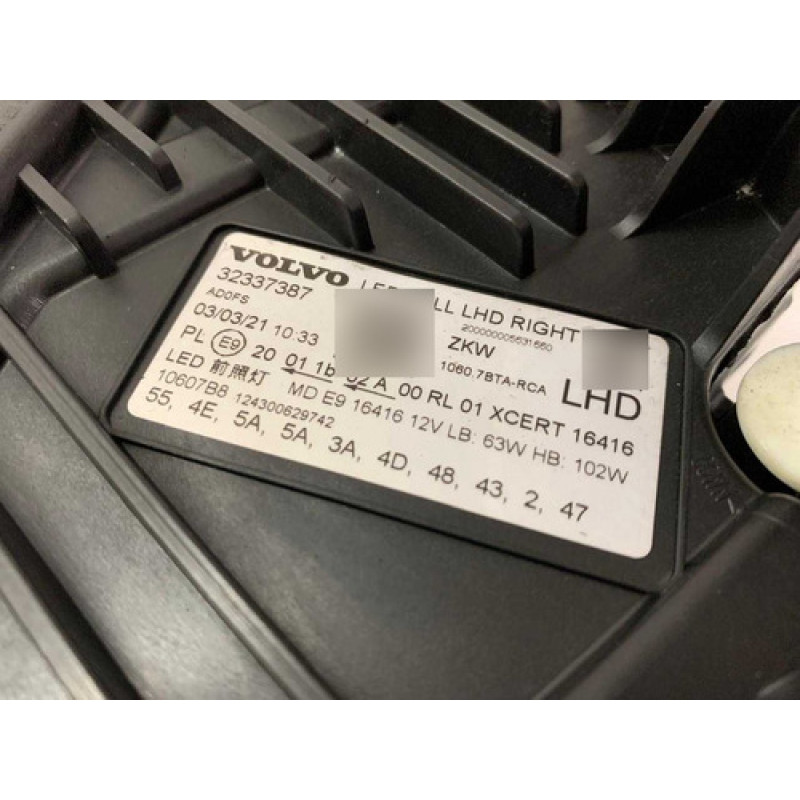 VOLVO LL LHD RIGHT
32337387
200000005631660
AD0FS
ZKW
03/03/21 10:33
1060.7BTA-RCA
LHD
PL E9 20 01 1b 02 A 00 RL 01 XCERT 16416
LED 前照灯 MD E9 16416 12V LB: 63W HB: 102W
10607B8 124300629742
55, 4E, 5A, 5A, 3A, 4D, 48, 43, 2, 47